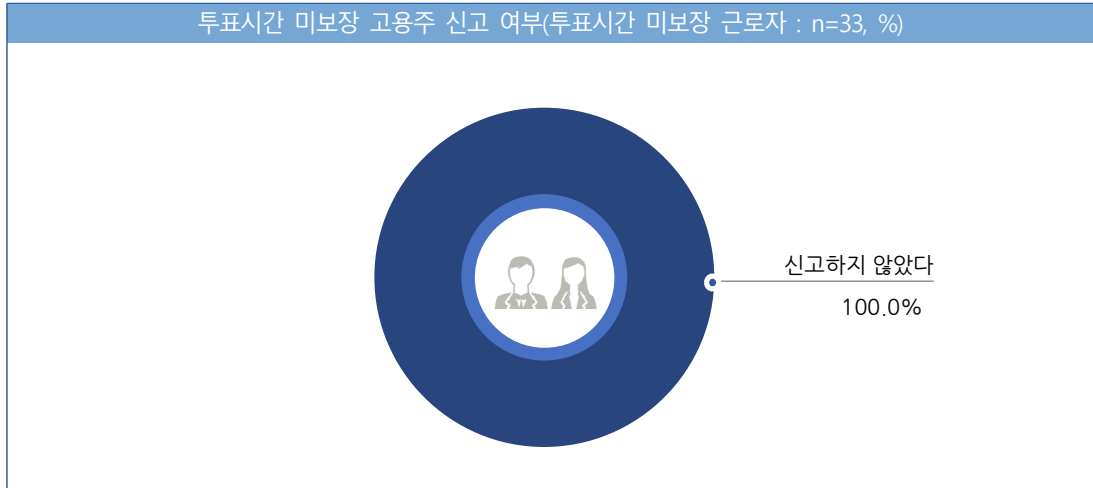 투표시간 미보장 고용주 신고 여부(투표시간 미보장 근로자 : n=33, %)
신고하지 않았다
100.0%